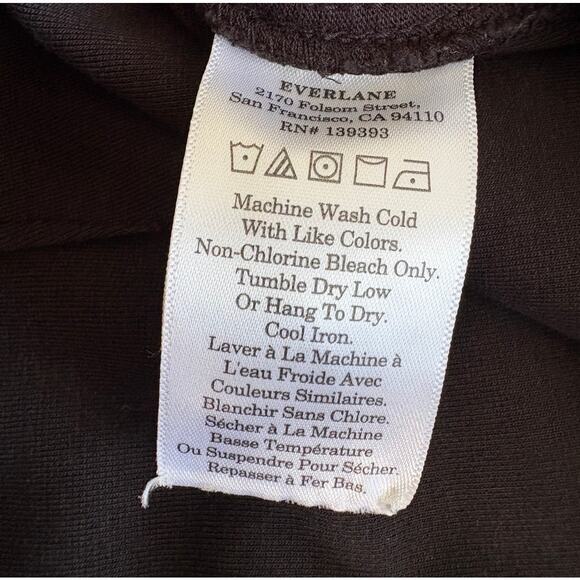 EVERLANE
2170 Folsom Street,
San Francisco, CA 94110
RN# 139393
Machine Wash Cold
With Like Colors.
Non-Chlorine Bleach Only.
Tumble Dry Low
Or Hang To Dry.
Cool Iron.
Laver à La Machine à
L'eau Froide Avec
Couleurs Similaires.
Blanchir Sans Chlore.
Sécher à La Machine
Basse Température
Ou Suspendre Pour Sécher.
Repasser à Fer Bas.